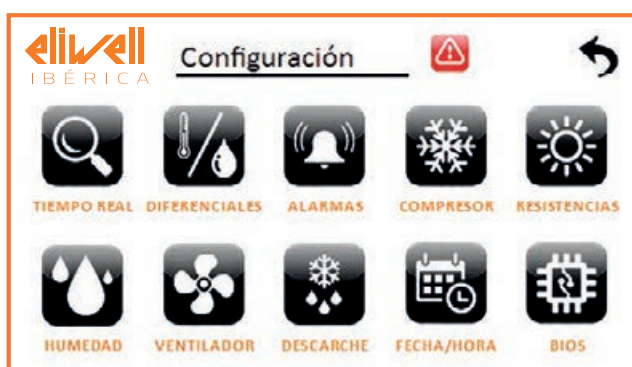 eliwell
IBÉRICA
Configuración
TIEMPO REAL
DIFERENCIALES
ALARMAS
COMPRESOR
RESISTENCIAS
HUMEDAD
VENTILADOR
DESCARCHE
FECHA/HORA
BIOS